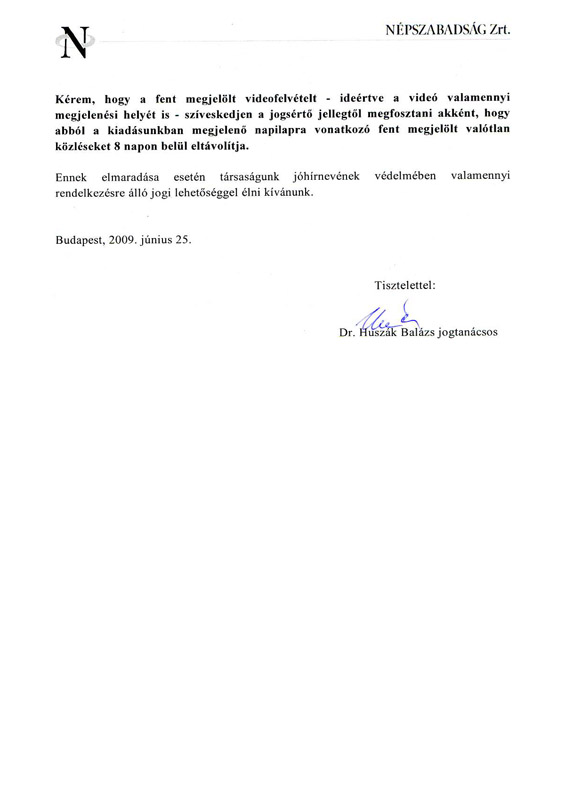 N
NÉPSZABADSÁG Zrt.
Kérem, hogy a fent megjelölt videofelvételt - ideértve a videó valamennyi
megjelenési helyét is - szíveskedjen a jogsértő jellegtől megfosztani akként, hogy
abból a kiadásunkban megjelenő napilapra vonatkozó fent megjelölt valótlan
közléseket 8 napon belül eltávolítja.
Ennek elmaradása esetén társaságunk jóhírnevének védelmében valamennyi
rendelkezésre álló jogi lehetőséggel élni kívánunk.
Budapest, 2009. június 25.
Tisztelettel:
Dr. Huszák Balázs jogtanácsos